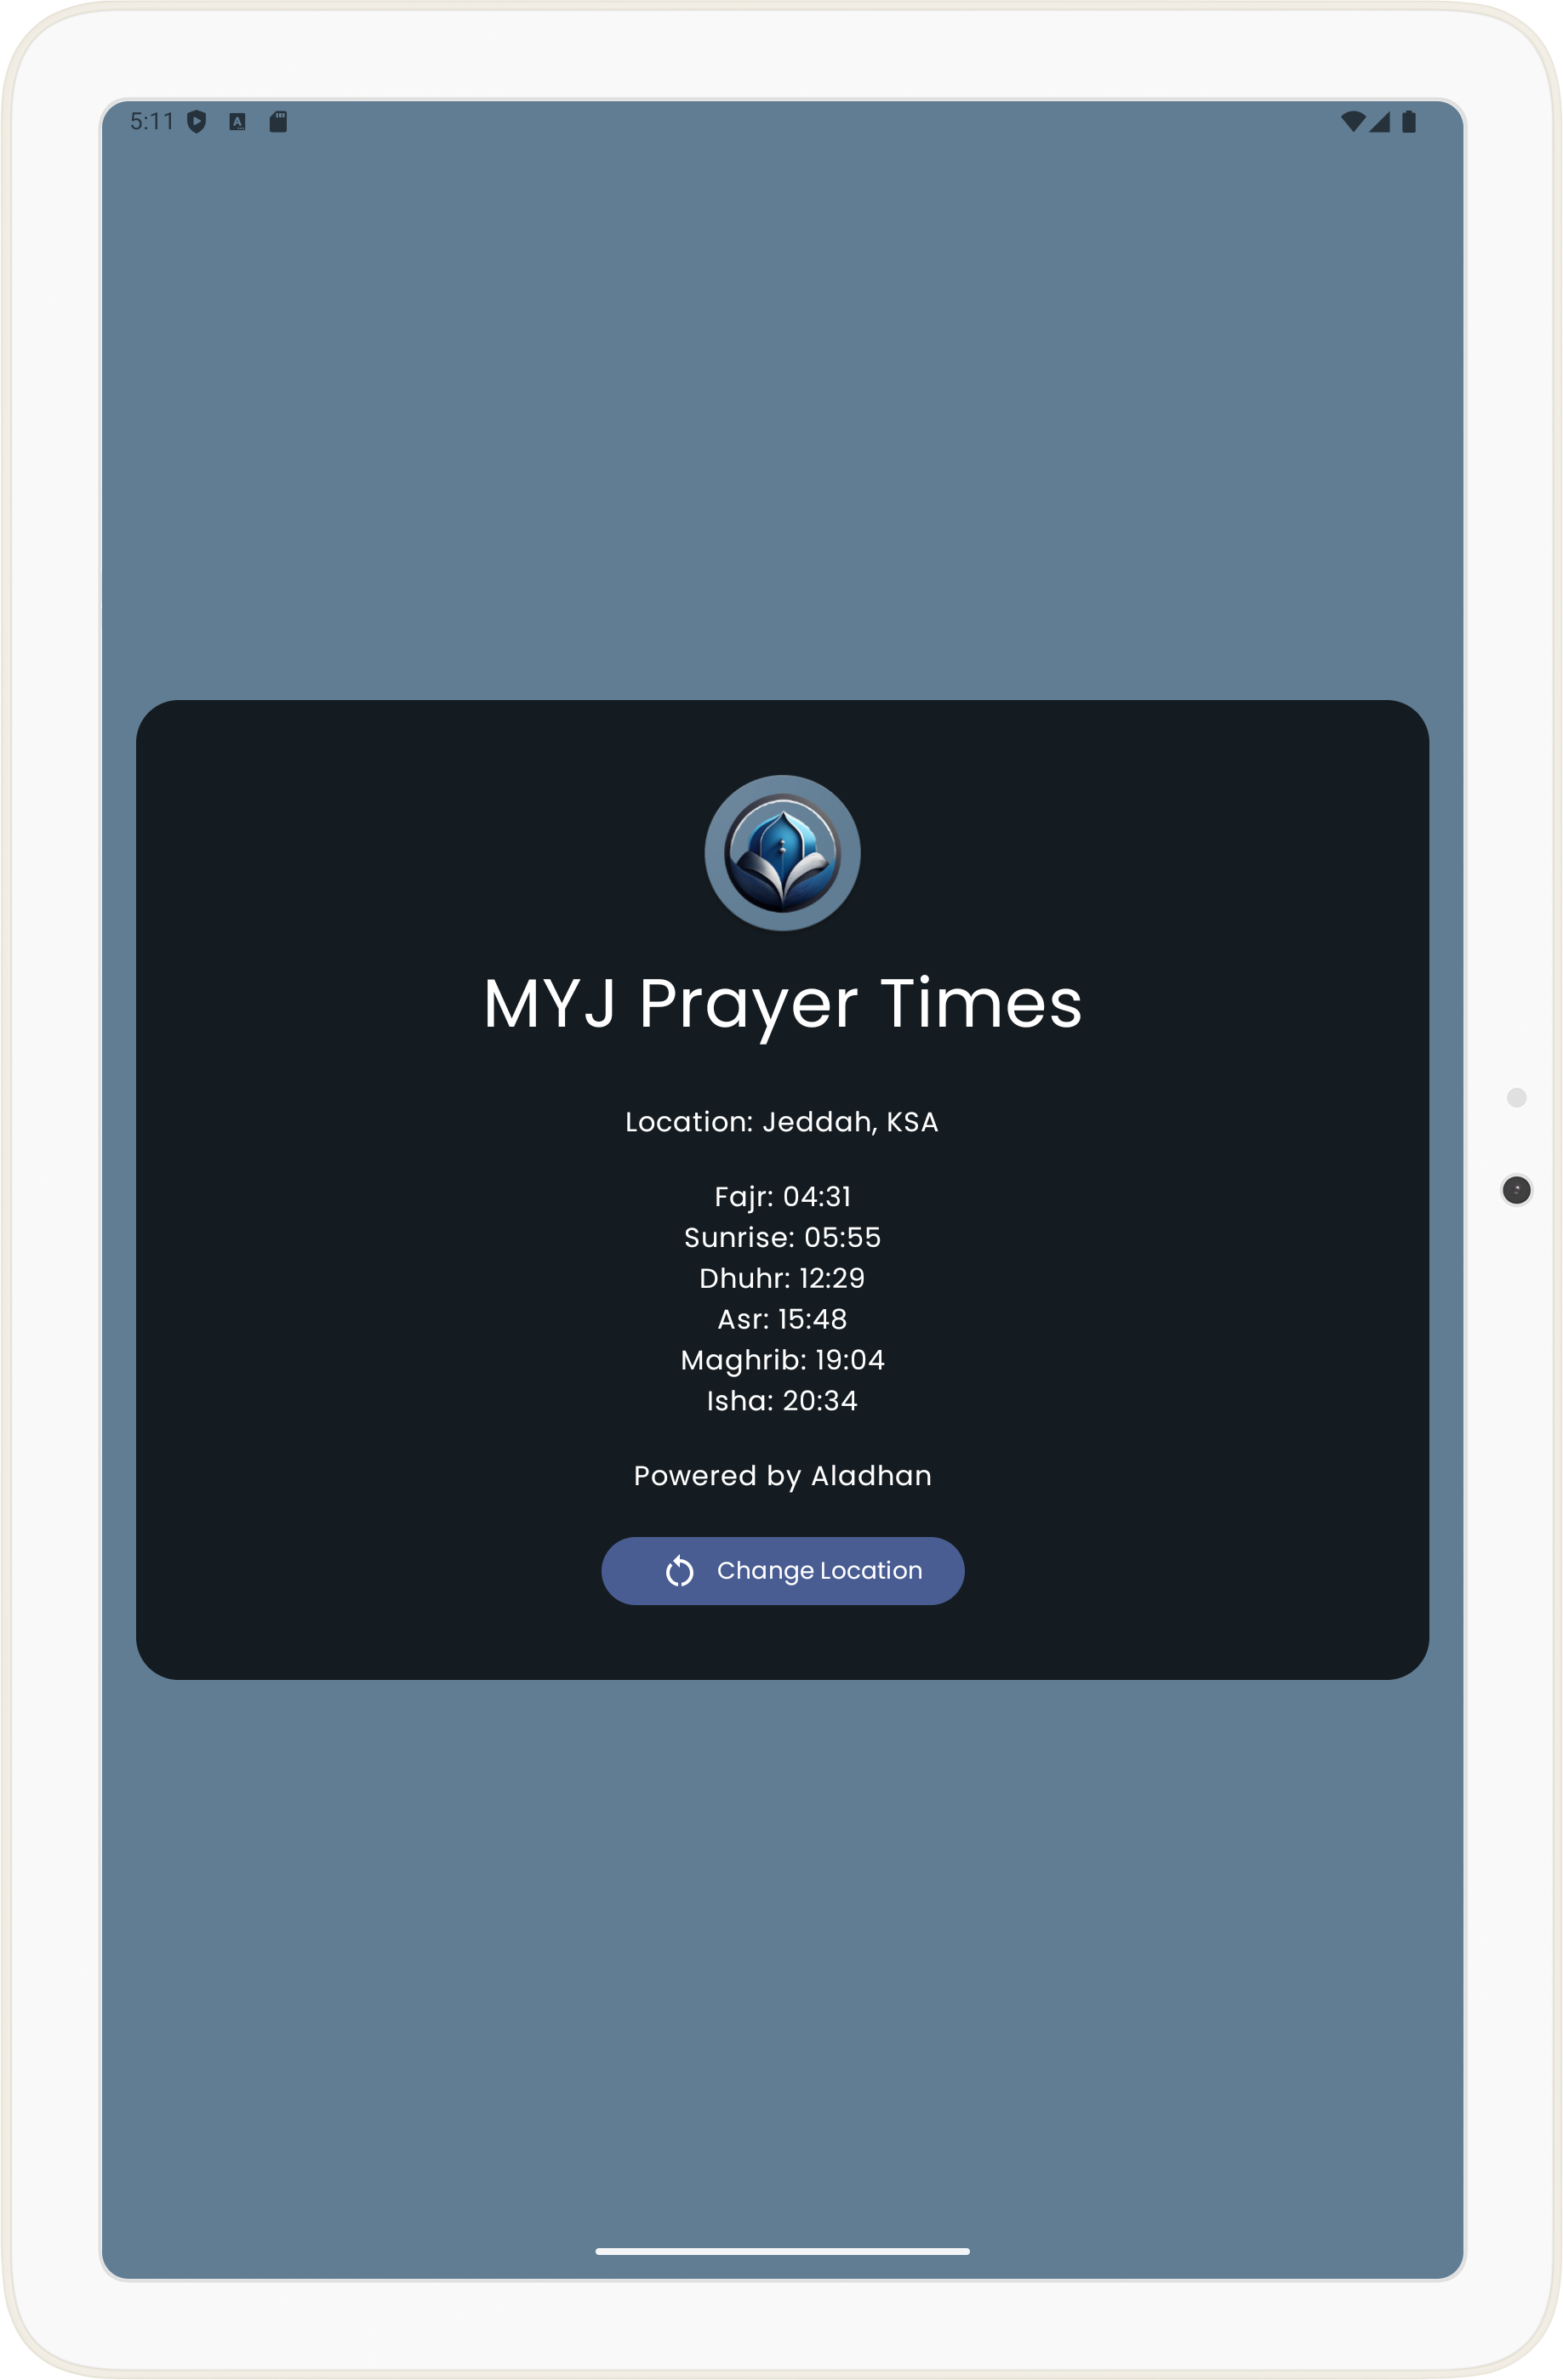 5:11
MYJ Prayer Times
Location: Jeddah, KSA
Fajr: 04:31
Sunrise: 05:55
Dhuhr: 12:29
Asr: 15:48
Maghrib: 19:04
Isha: 20:34
Powered by Aladhan
Change Location